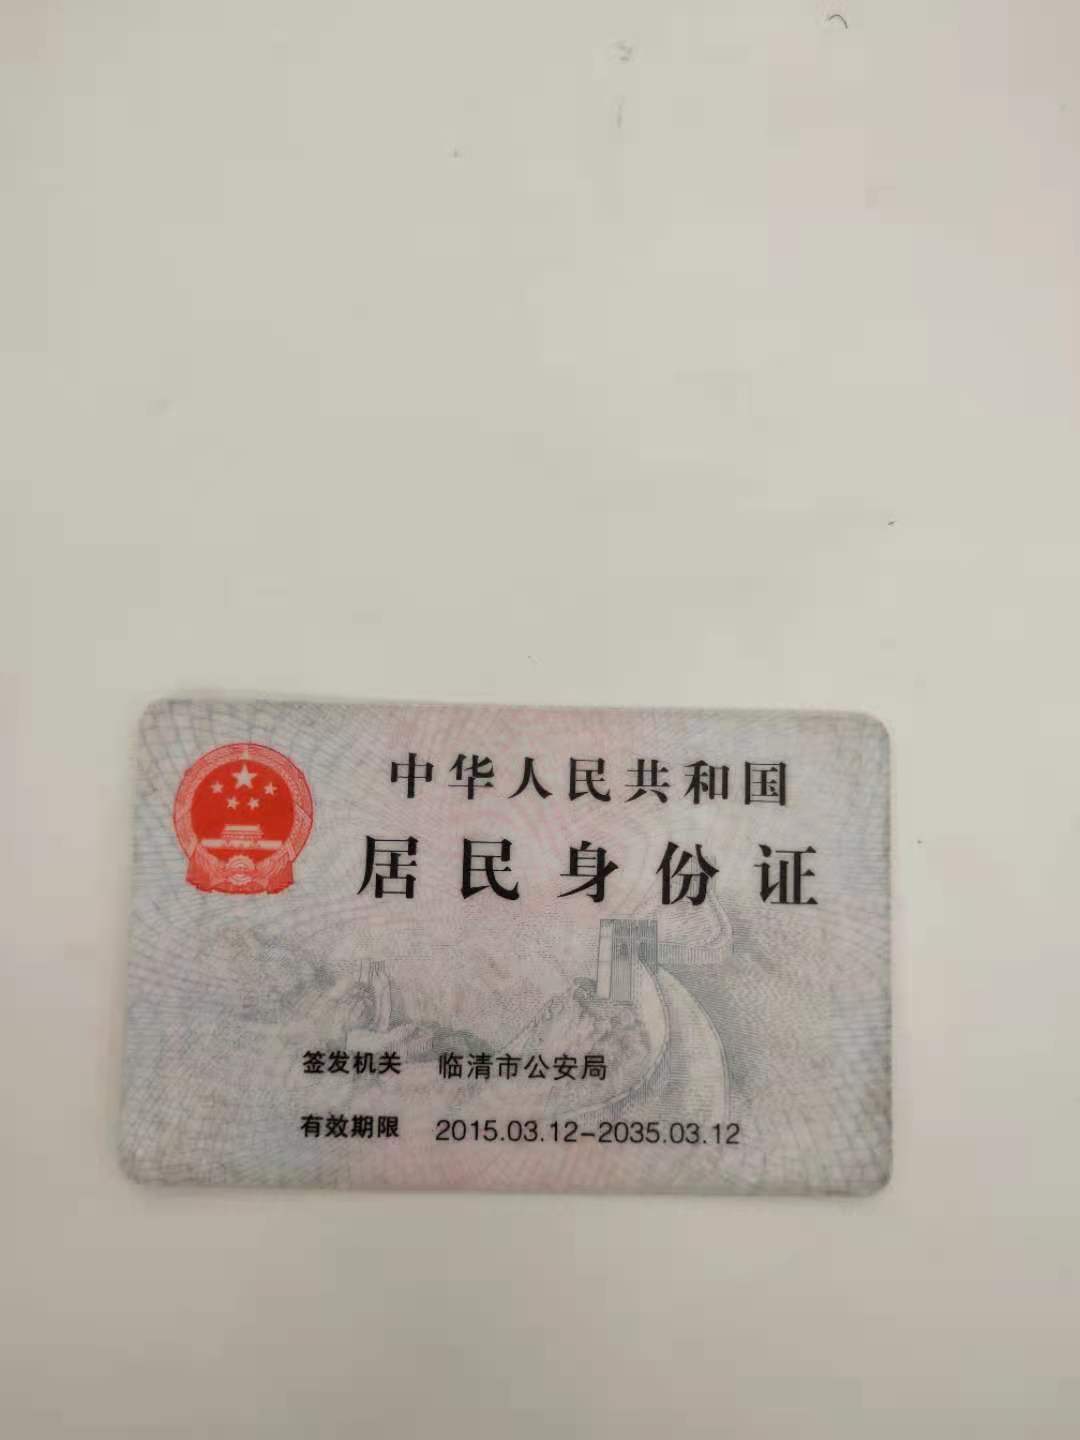 中华人民共和国
居民身份证
签发机关 临清市公安局
有效期限 2015.03.12-2035.03.12